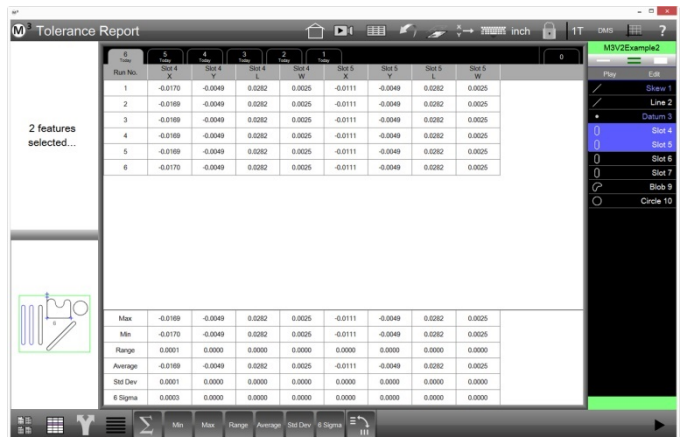 M3 Tolerance Report
inch
1T
DMS
?
M3V2Example2
6 Today 5 Today 4 Today 3 Today 2 Today 1 Today 0
Run No. Slot 4 X Slot 4 Y Slot 4 L Slot 4 W Slot 5 X Slot 5 Y Slot 5 L Slot 5 W
1 -0.0170 -0.0049 0.0282 0.0025 -0.0111 -0.0049 0.0282 0.0025
2 -0.0169 -0.0049 0.0282 0.0025 -0.0111 -0.0049 0.0282 0.0025
3 -0.0169 -0.0049 0.0282 0.0025 -0.0111 -0.0049 0.0282 0.0025
4 -0.0169 -0.0049 0.0282 0.0025 -0.0111 -0.0049 0.0282 0.0025
5 -0.0169 -0.0049 0.0282 0.0025 -0.0111 -0.0049 0.0282 0.0025
6 -0.0170 -0.0049 0.0282 0.0025 -0.0111 -0.0049 0.0282 0.0025
Max -0.0169 -0.0049 0.0282 0.0025 -0.0111 -0.0049 0.0282 0.0025
Min -0.0170 -0.0049 0.0282 0.0025 -0.0111 -0.0049 0.0282 0.0025
Range 0.0001 0.0000 0.0000 0.0000 0.0000 0.0000 0.0000 0.0000
Average -0.0169 -0.0049 0.0282 0.0025 -0.0111 -0.0049 0.0282 0.0025
Std Dev 0.0001 0.0000 0.0000 0.0000 0.0000 0.0000 0.0000 0.0000
6 Sigma 0.0003 0.0000 0.0000 0.0000 0.0000 0.0000 0.0000 0.0000
2 features
selected...
Play Edit
Skew 1
Line 2
Datum 3
Slot 4
Slot 5
Slot 6
Slot 7
Blob 9
Circle 10
Σ Min Max Range Average Std Dev 6 Sigma